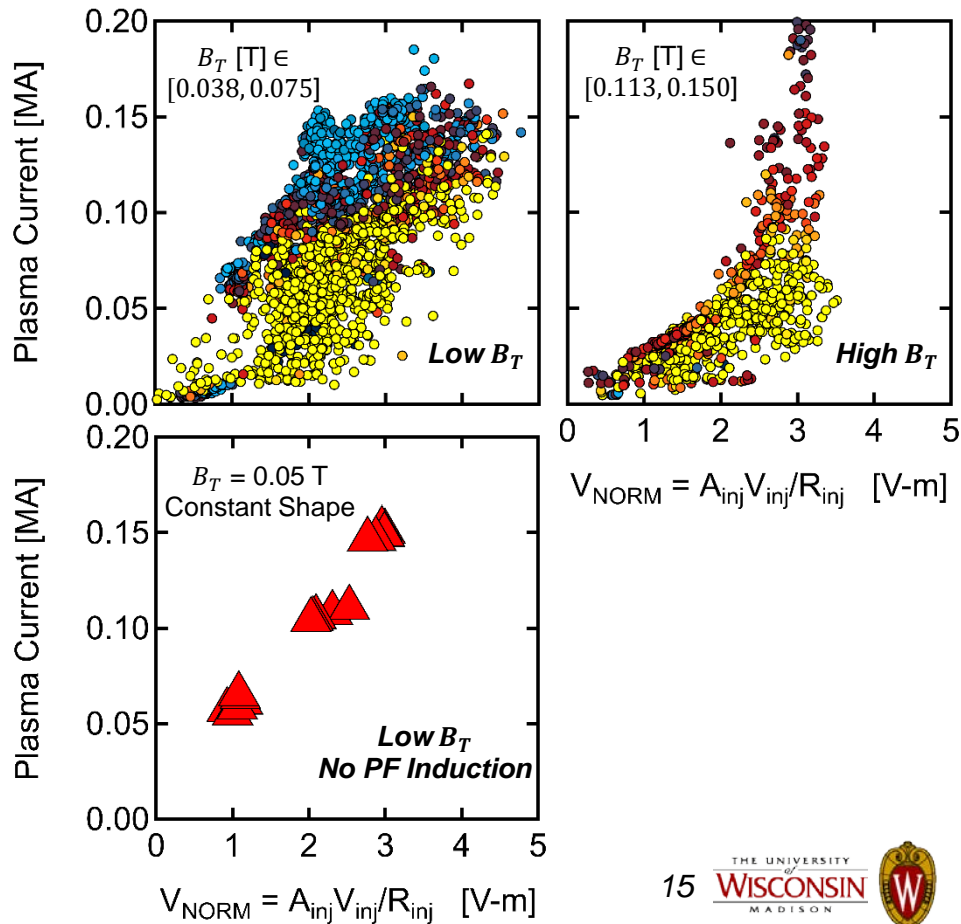 B_T [T] ∈
[0.038, 0.075]
Low B_T
Plasma Current [MA]
0.20
0.15
0.10
0.05
0.00
B_T [T] ∈
[0.113, 0.150]
High B_T
0 1 2 3 4 5
V_NORM = A_inj V_inj/R_inj [V-m]
B_T = 0.05 T
Constant Shape
Low B_T
No PF Induction
Plasma Current [MA]
0.20
0.15
0.10
0.05
0.00
0 1 2 3 4 5
V_NORM = A_inj V_inj/R_inj [V-m]
15
THE UNIVERSITY
of
WISCONSIN
MADISON
W